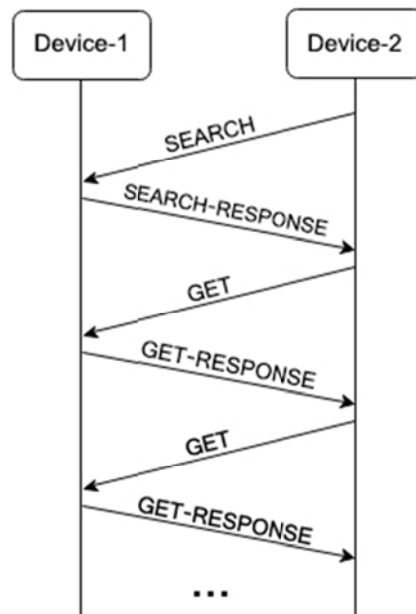 Device-1
Device-2
SEARCH
SEARCH-RESPONSE
GET
GET-RESPONSE
GET
GET-RESPONSE
...